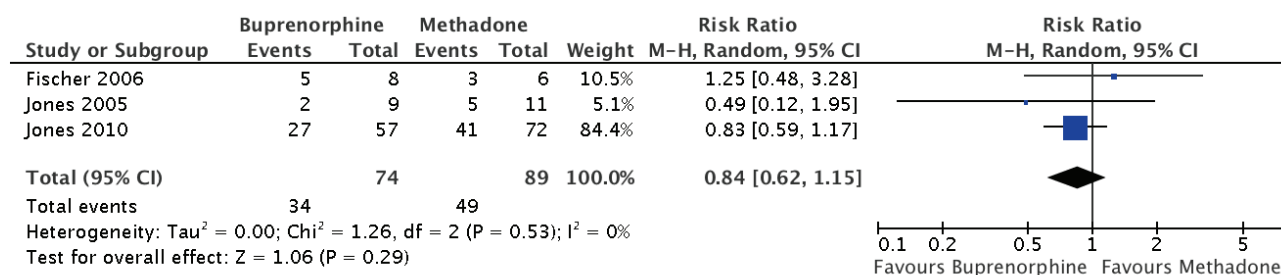 Buprenorphine Methadone Risk Ratio Risk Ratio
Study or Subgroup Events Total Events Total Weight M-H, Random, 95% CI M-H, Random, 95% CI
Fischer 2006 5 8 3 6 10.5% 1.25 [0.48, 3.28]
Jones 2005 2 9 5 11 5.1% 0.49 [0.12, 1.95]
Jones 2010 27 57 41 72 84.4% 0.83 [0.59, 1.17]
Total (95% CI) 74 89 100.0% 0.84 [0.62, 1.15]
Total events 34 49
Heterogeneity: Tau² = 0.00; Chi² = 1.26, df = 2 (P = 0.53); I² = 0%
Test for overall effect: Z = 1.06 (P = 0.29)
0.1 0.2 0.5 1 2 5
Favours Buprenorphine Favours Methadone